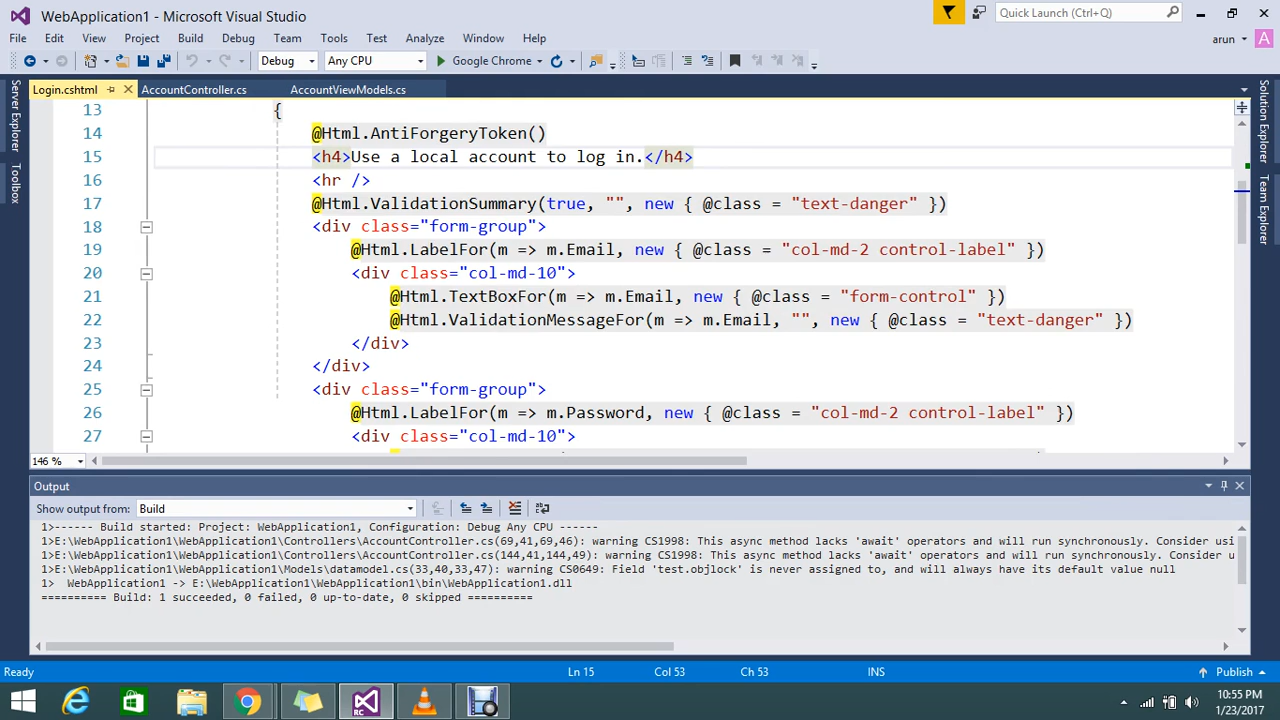 WebApplication1 - Microsoft Visual Studio
Quick Launch (Ctrl+Q)
File Edit View Project Build Debug Team Tools Test Analyze Window Help
arun A
Debug Any CPU Google Chrome
Server Explorer
Toolbox
Solution Explorer
Team Explorer
Login.cshtml AccountController.cs AccountViewModels.cs
13 {
14 @Html.AntiForgeryToken()
15 <h4>Use a local account to log in.</h4>
16 <hr />
17 @Html.ValidationSummary(true, "", new { @class = "text-danger" })
18 <div class="form-group">
19 @Html.LabelFor(m => m.Email, new { @class = "col-md-2 control-label" })
20 <div class="col-md-10">
21 @Html.TextBoxFor(m => m.Email, new { @class = "form-control" })
22 @Html.ValidationMessageFor(m => m.Email, "", new { @class = "text-danger" })
23 </div>
24 </div>
25 <div class="form-group">
26 @Html.LabelFor(m => m.Password, new { @class = "col-md-2 control-label" })
27 <div class="col-md-10">
146 %
Output
Show output from: Build
1>------ Build started: Project: WebApplication1, Configuration: Debug Any CPU ------
1>E:\WebApplication1\WebApplication1\Controllers\AccountController.cs(69,41,69,46): warning CS1998: This async method lacks 'await' operators and will run synchronously. Consider usi
1>E:\WebApplication1\WebApplication1\Controllers\AccountController.cs(144,41,144,49): warning CS1998: This async method lacks 'await' operators and will run synchronously. Consider u
1>E:\WebApplication1\WebApplication1\Models\datamodel.cs(33,40,33,47): warning CS0649: Field 'test.objlock' is never assigned to, and will always have its default value null
1>  WebApplication1 -> E:\WebApplication1\WebApplication1\bin\WebApplication1.dll
========== Build: 1 succeeded, 0 failed, 0 up-to-date, 0 skipped ==========
Ready Ln 15 Col 53 Ch 53 INS Publish
RC
10:55 PM
1/23/2017